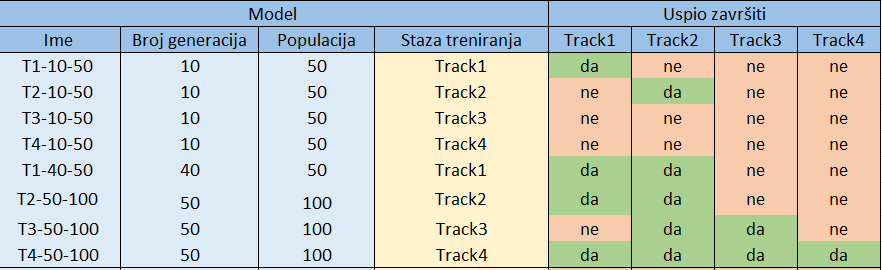 Model Uspio završiti
Ime Broj generacija Populacija Staza treniranja Track1 Track2 Track3 Track4
T1-10-50 10 50 Track1 da ne ne ne
T2-10-50 10 50 Track2 ne da ne ne
T3-10-50 10 50 Track3 ne ne ne ne
T4-10-50 10 50 Track4 ne ne ne ne
T1-40-50 40 50 Track1 da da ne ne
T2-50-100 50 100 Track2 da da ne ne
T3-50-100 50 100 Track3 ne da da ne
T4-50-100 50 100 Track4 da da da da